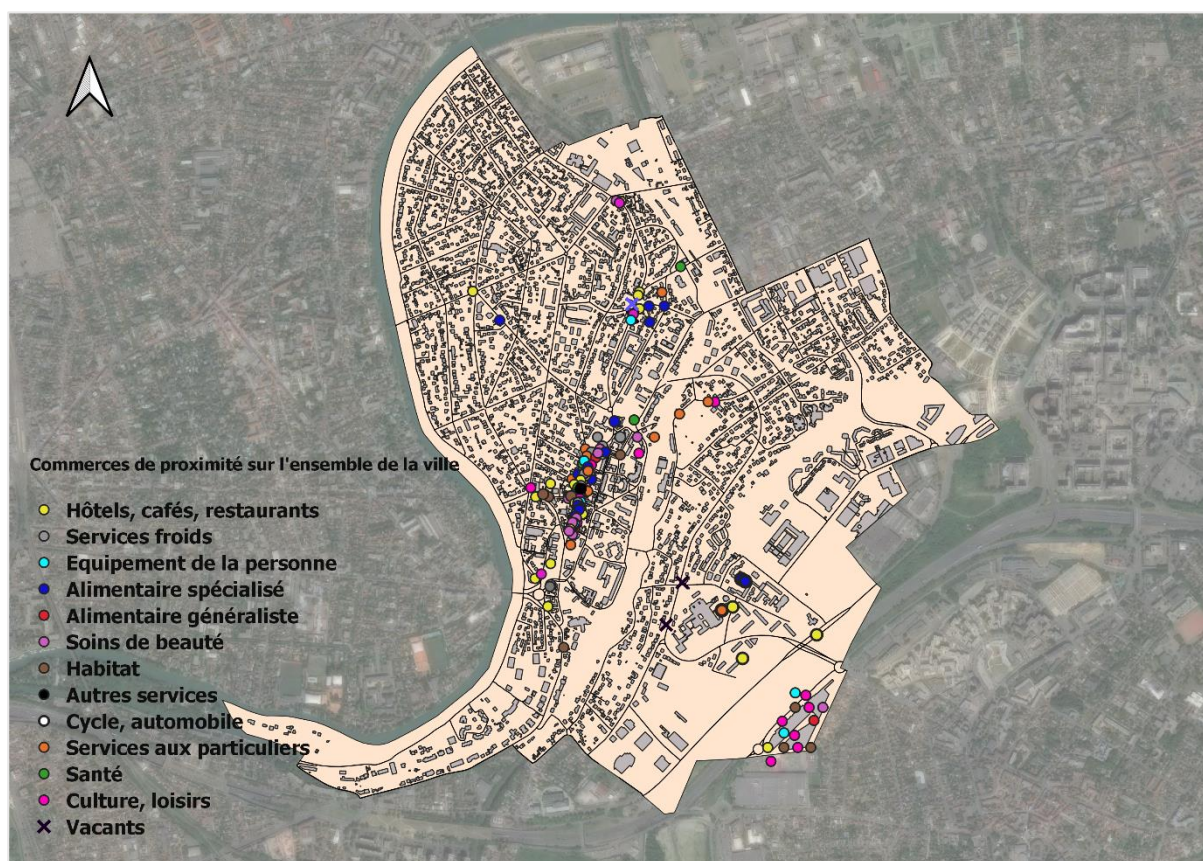 Commerces de proximité sur l'ensemble de la ville
Hôtels, cafés, restaurants
Services froids
Equipement de la personne
Alimentaire spécialisé
Alimentaire généraliste
Soins de beauté
Habitat
Autres services
Cycle, automobile
Services aux particuliers
Santé
Culture, loisirs
Vacants